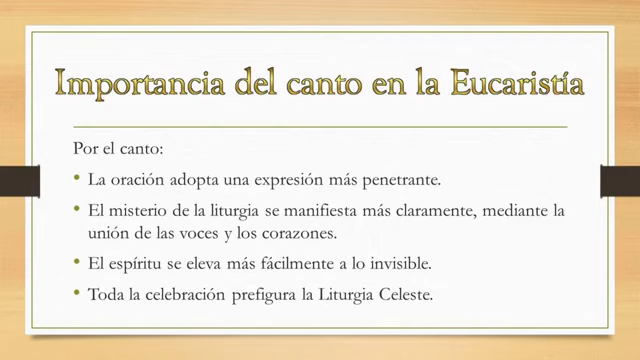 Importancia del canto en la Eucaristía
Por el canto:
• La oración adopta una expresión más penetrante.
• El misterio de la liturgia se manifiesta más claramente, mediante la
unión de las voces y los corazones.
• El espíritu se eleva más fácilmente a lo invisible.
• Toda la celebración prefigura la Liturgia Celeste.